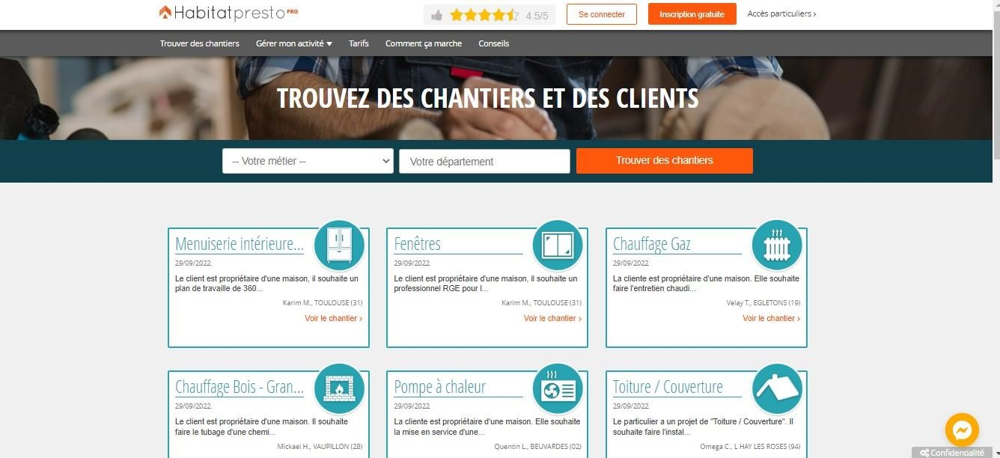 Habitatpresto PRO
4.5/5
Se connecter
Inscription gratuite
Accès particuliers ›
Trouver des chantiers
Gérer mon activité ▼
Tarifs
Comment ça marche
Conseils
TROUVEZ DES CHANTIERS ET DES CLIENTS
-- Votre métier --
Votre département
Trouver des chantiers
Menuiserie intérieure...
29/09/2022
Le client est propriétaire d'une maison, il souhaite un
plan de travaille de 360...
Karim M., TOULOUSE (31)
Voir le chantier ›
Fenêtres
29/09/2022
Le client est propriétaire d'une maison, il souhaite un
professionnel RGE pour l...
Karim M., TOULOUSE (31)
Voir le chantier ›
Chauffage Gaz
29/09/2022
La cliente est propriétaire d'une maison. Elle souhaite
faire l'entretien chaudi...
Velay T., EGLETONS (19)
Voir le chantier ›
Chauffage Bois - Gran...
29/09/2022
Le client est propriétaire d'une maison. Il souhaite
faire le tubage d'une chemi...
Mickael H., VAUPILLON (28)
Pompe à chaleur
29/09/2022
La cliente est propriétaire d'une maison. Elle souhaite
la mise en service d'une...
Quentin L., BEUVARDES (02)
Toiture / Couverture
29/09/2022
Le particulier a un projet de "Toiture / Couverture". Il
souhaite faire l'instal...
Omega C., L HAY LES ROSES (94)
Confidentialité